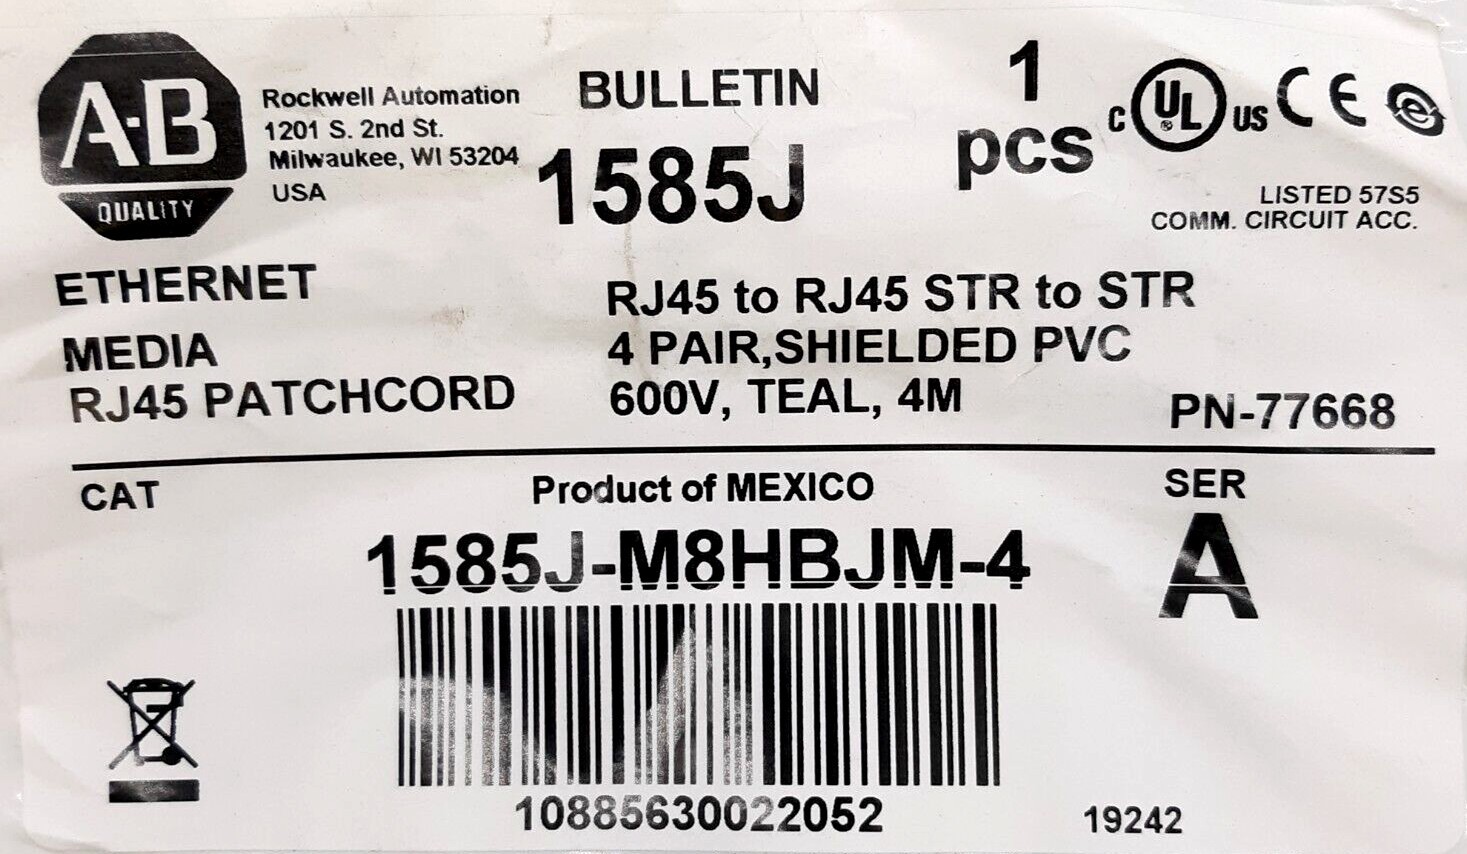 A-B
QUALITY
Rockwell Automation
1201 S. 2nd St.
Milwaukee, WI 53204
USA
BULLETIN
1585J
1
pcs
C UL US CE
®
LISTED 57S5
COMM. CIRCUIT ACC.
ETHERNET
MEDIA
RJ45 PATCHCORD
RJ45 to RJ45 STR to STR
4 PAIR,SHIELDED PVC
600V, TEAL, 4M
PN-77668
CAT
Product of MEXICO
SER
1585J-M8HBJM-4
A
10885630022052
19242